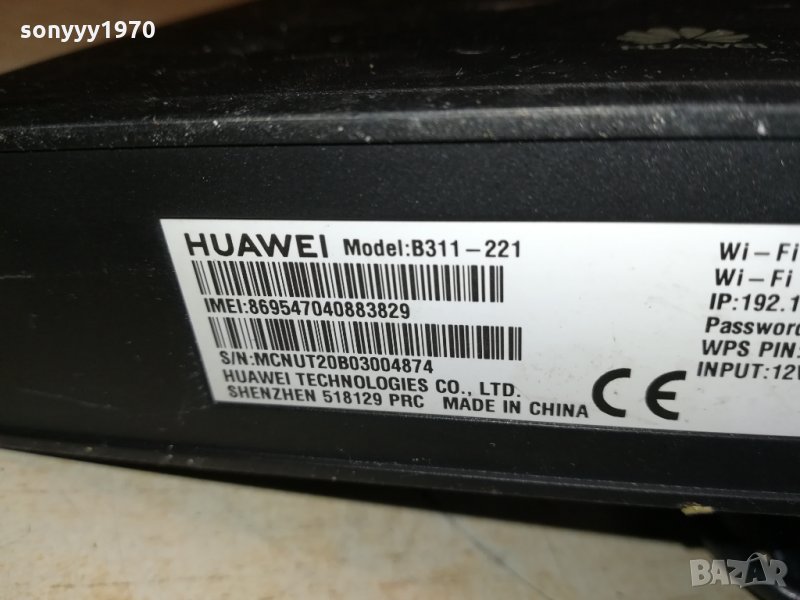 sonyyy1970
HUAWEI
HUAWEI Model:B311-221
IMEI:869547040883829
S/N:MCNUT20B03004874
HUAWEI TECHNOLOGIES CO., LTD.
SHENZHEN 518129 PRC MADE IN CHINA
CE
Wi-Fi
Wi-Fi
IP:192.1
Password
WPS PIN:
INPUT:12V
BAZAR